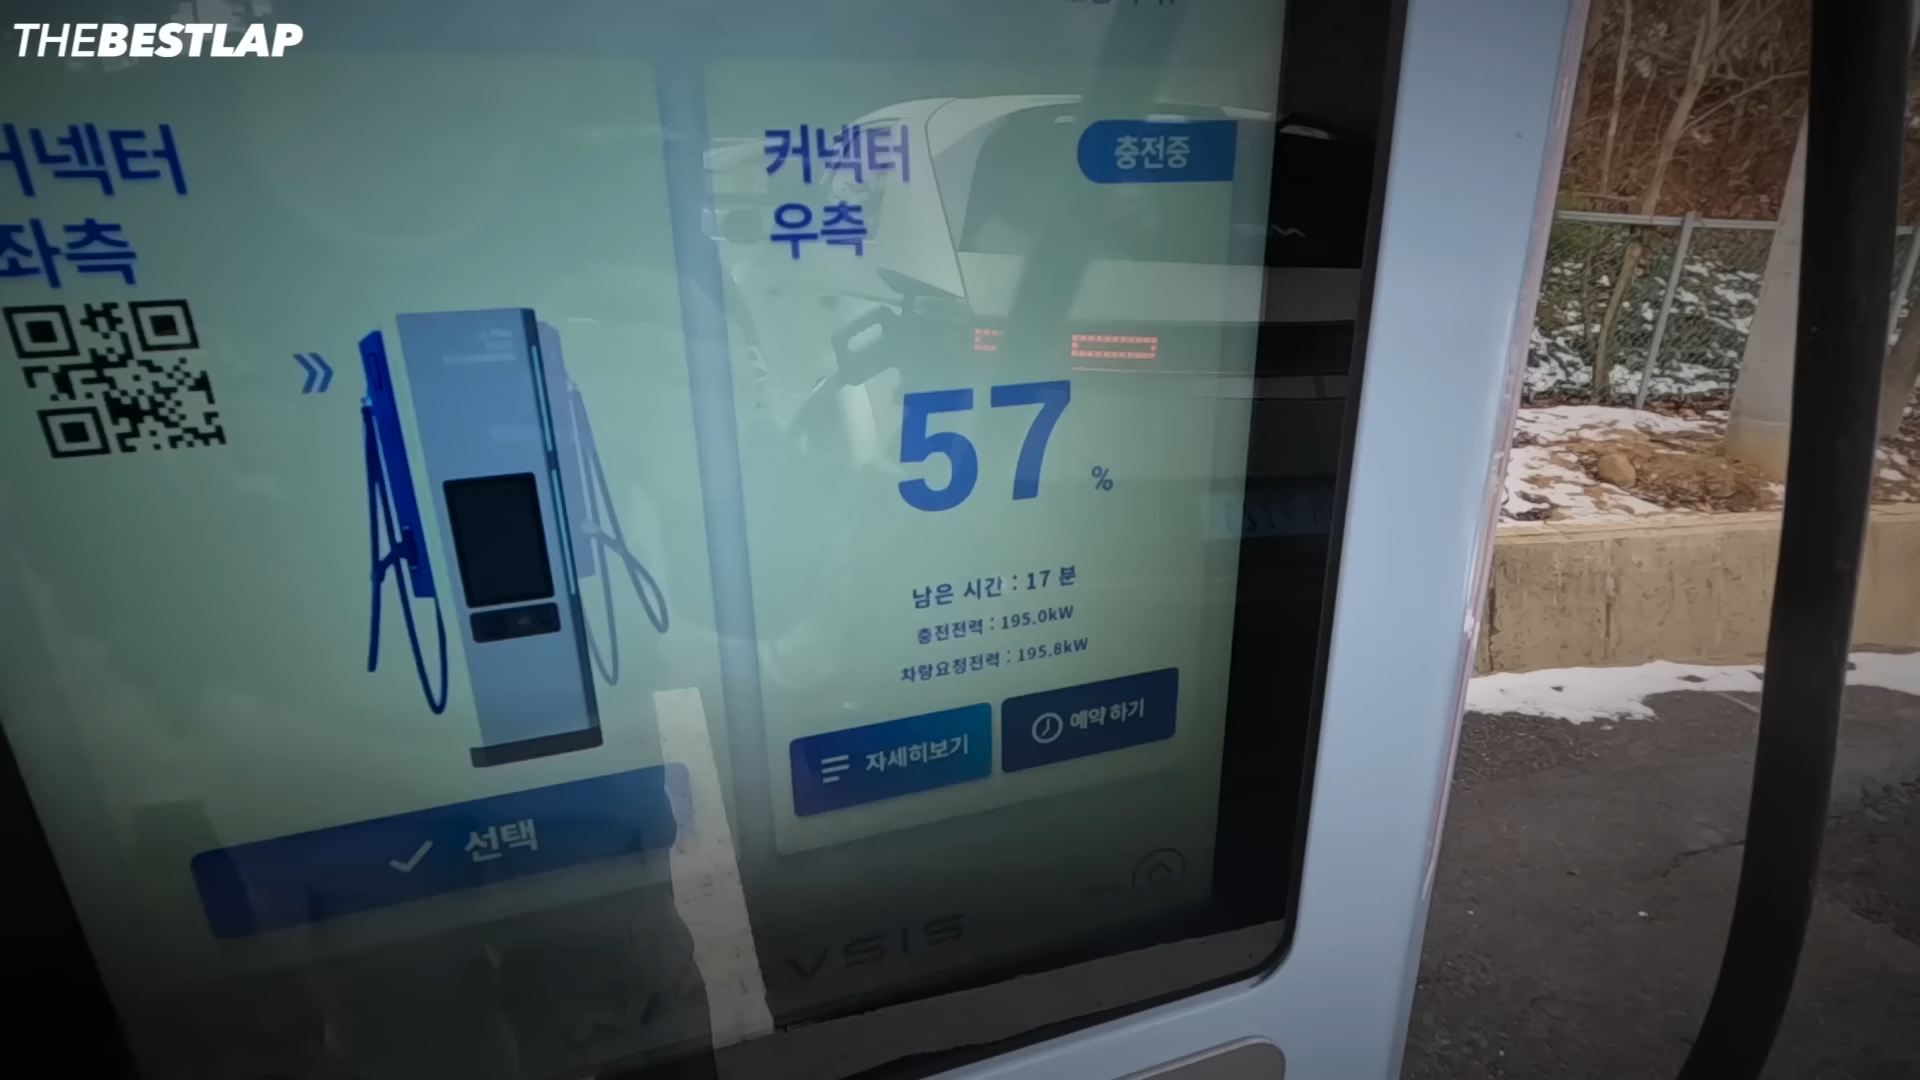 THEBESTLAP
커넥터
좌측
선택
커넥터
우측
충전중
57 %
남은 시간 : 17 분
충전전력 : 195.0kW
차량요청전력 : 195.8kW
자세히보기
예약 하기
VSIS